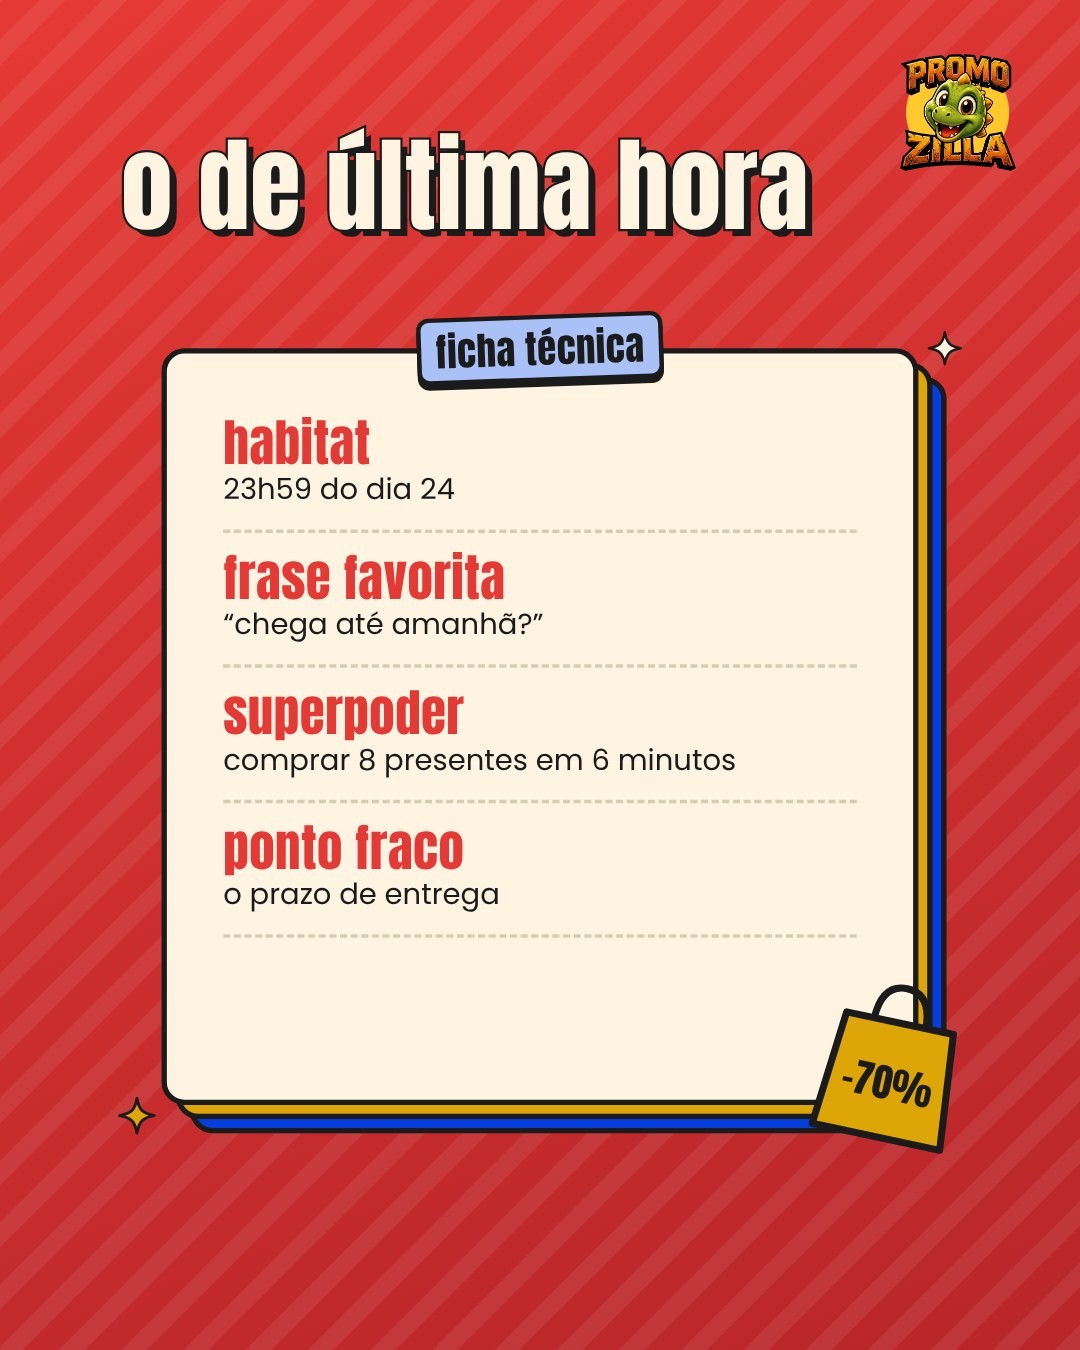 PROMO
ZILLA
o de última hora
ficha técnica
habitat
23h59 do dia 24
frase favorita
“chega até amanhã?”
superpoder
comprar 8 presentes em 6 minutos
ponto fraco
o prazo de entrega
-70%